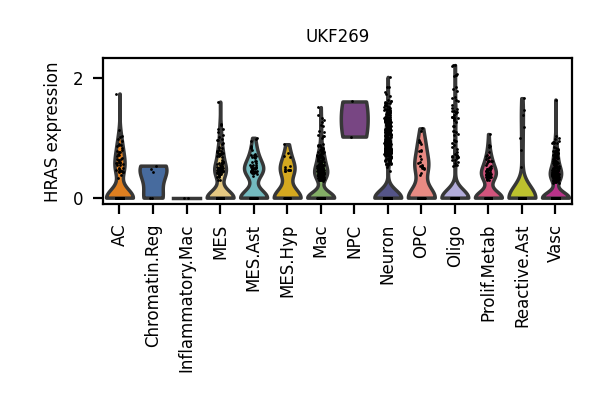 UKF269
HRAS expression
2
0
AC
Chromatin.Reg
Inflammatory.Mac
MES
MES.Ast
MES.Hyp
Mac
NPC
Neuron
OPC
Oligo
Prolif.Metab
Reactive.Ast
Vasc